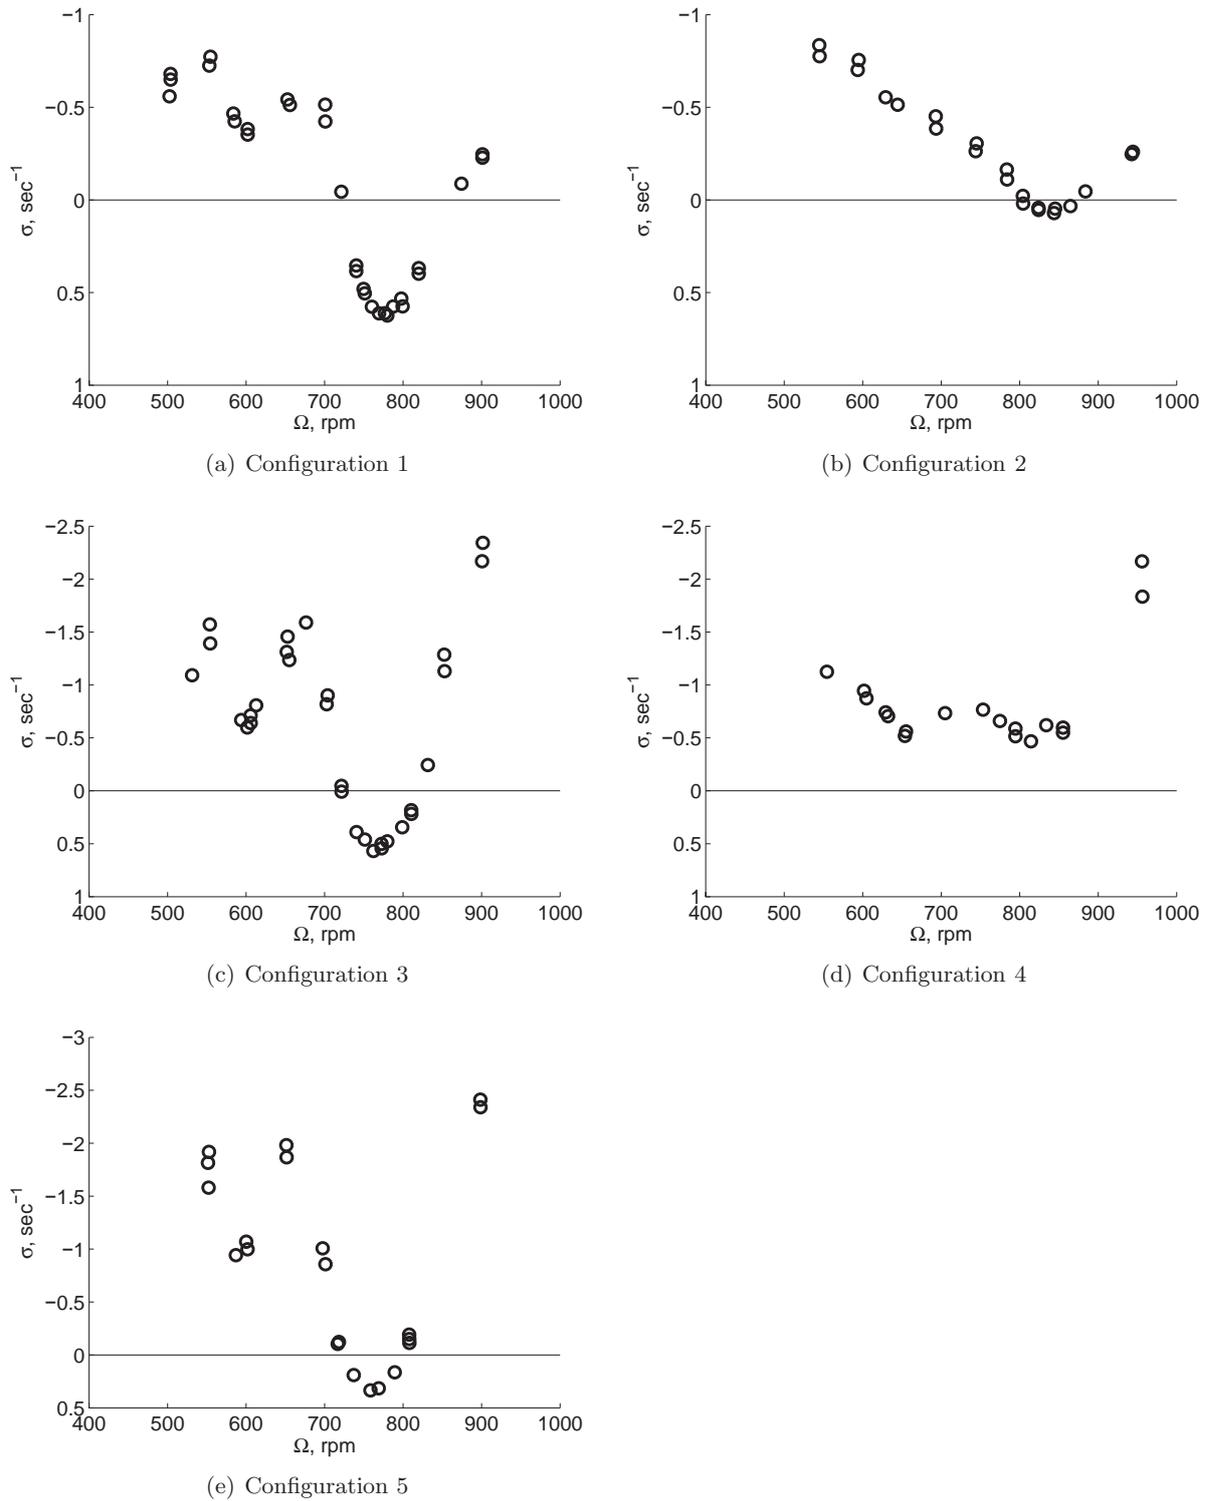 −1
−0.5
0
0.5
1
400 500 600 700 800 900 1000
Ω, rpm
σ, sec⁻¹
(a) Configuration 1
−1
−0.5
0
0.5
1
400 500 600 700 800 900 1000
Ω, rpm
σ, sec⁻¹
(b) Configuration 2
−2.5
−2
−1.5
−1
−0.5
0
0.5
1
400 500 600 700 800 900 1000
Ω, rpm
σ, sec⁻¹
(c) Configuration 3
−2.5
−2
−1.5
−1
−0.5
0
0.5
1
400 500 600 700 800 900 1000
Ω, rpm
σ, sec⁻¹
(d) Configuration 4
−3
−2.5
−2
−1.5
−1
−0.5
0
0.5
400 500 600 700 800 900 1000
Ω, rpm
σ, sec⁻¹
(e) Configuration 5